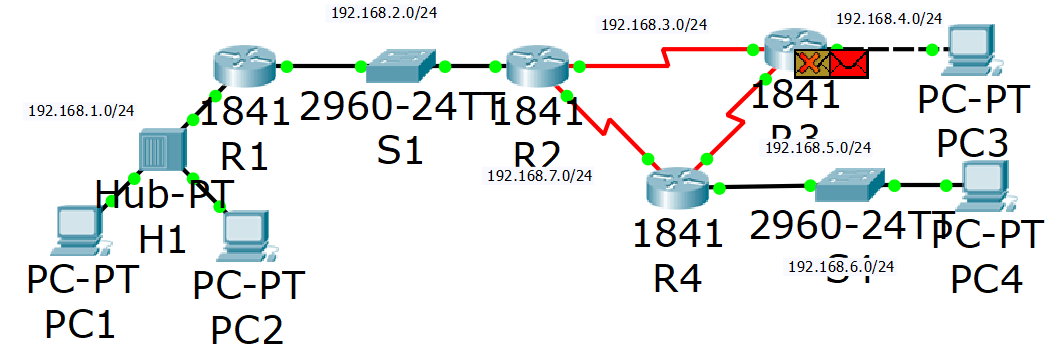 192.168.2.0/24
192.168.3.0/24
192.168.4.0/24
192.168.1.0/24
1841
R1
2960-24TT
S1
1841
R2
1841
R3
PC-PT
PC3
192.168.5.0/24
192.168.7.0/24
Hub-PT
H1
1841
R4
2960-24TT
PC-PT
PC4
192.168.6.0/24
PC-PT
PC1
PC-PT
PC2